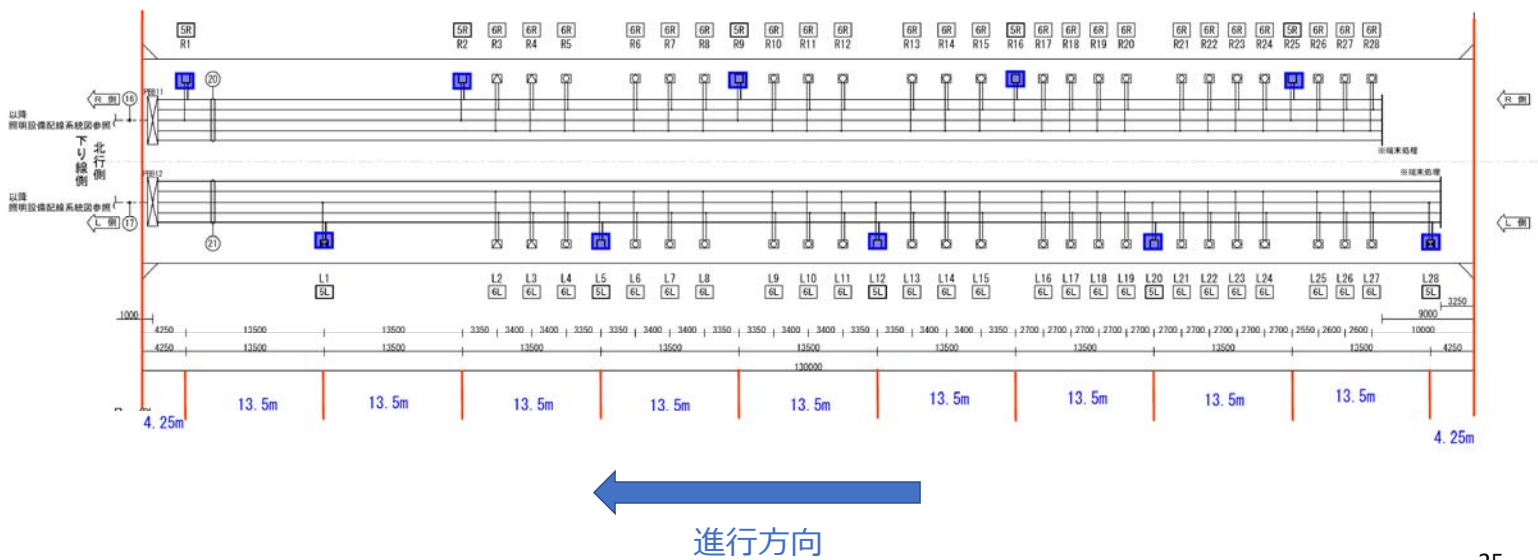 5R 5R 6R 6R 6R 6R 6R 6R 5R 6R 6R 6R 6R 6R 6R 5R 6R 6R 6R 6R 6R 6R 6R 6R 5R 6R 6R 6R
R1 R2 R3 R4 R5 R6 R7 R8 R9 R10 R11 R12 R13 R14 R15 R16 R17 R18 R19 R20 R21 R22 R23 R24 R25 R26 R27 R28
20
PBB11
R 側 16
R 側
以降
照明設備配線系統図参照
※端末処理
北行側
下り線側
PBB12
※端末処理
以降
照明設備配線系統図参照
L 側 17
L 側
21
L1 L2 L3 L4 L5 L6 L7 L8 L9 L10 L11 L12 L13 L14 L15 L16 L17 L18 L19 L20 L21 L22 L23 L24 L25 L26 L27 L28
5L 6L 6L 6L 5L 6L 6L 6L 6L 6L 6L 5L 6L 6L 6L 6L 6L 6L 6L 5L 6L 6L 6L 6L 6L 6L 6L 5L
3250
1000 9000
4250 13500 13500 3350 3400 3400 3350 3350 3400 3400 3350 3350 3400 3400 3350 3350 3400 3400 3350 2700 2700 2700 2700 2700 2700 2700 2700 2700 2700 2550 2600 2600 10000
4250 13500 13500 13500 13500 13500 13500 13500 13500 13500 4250
130000
13.5m 13.5m 13.5m 13.5m 13.5m 13.5m 13.5m 13.5m 13.5m
4.25m 4.25m
進行方向